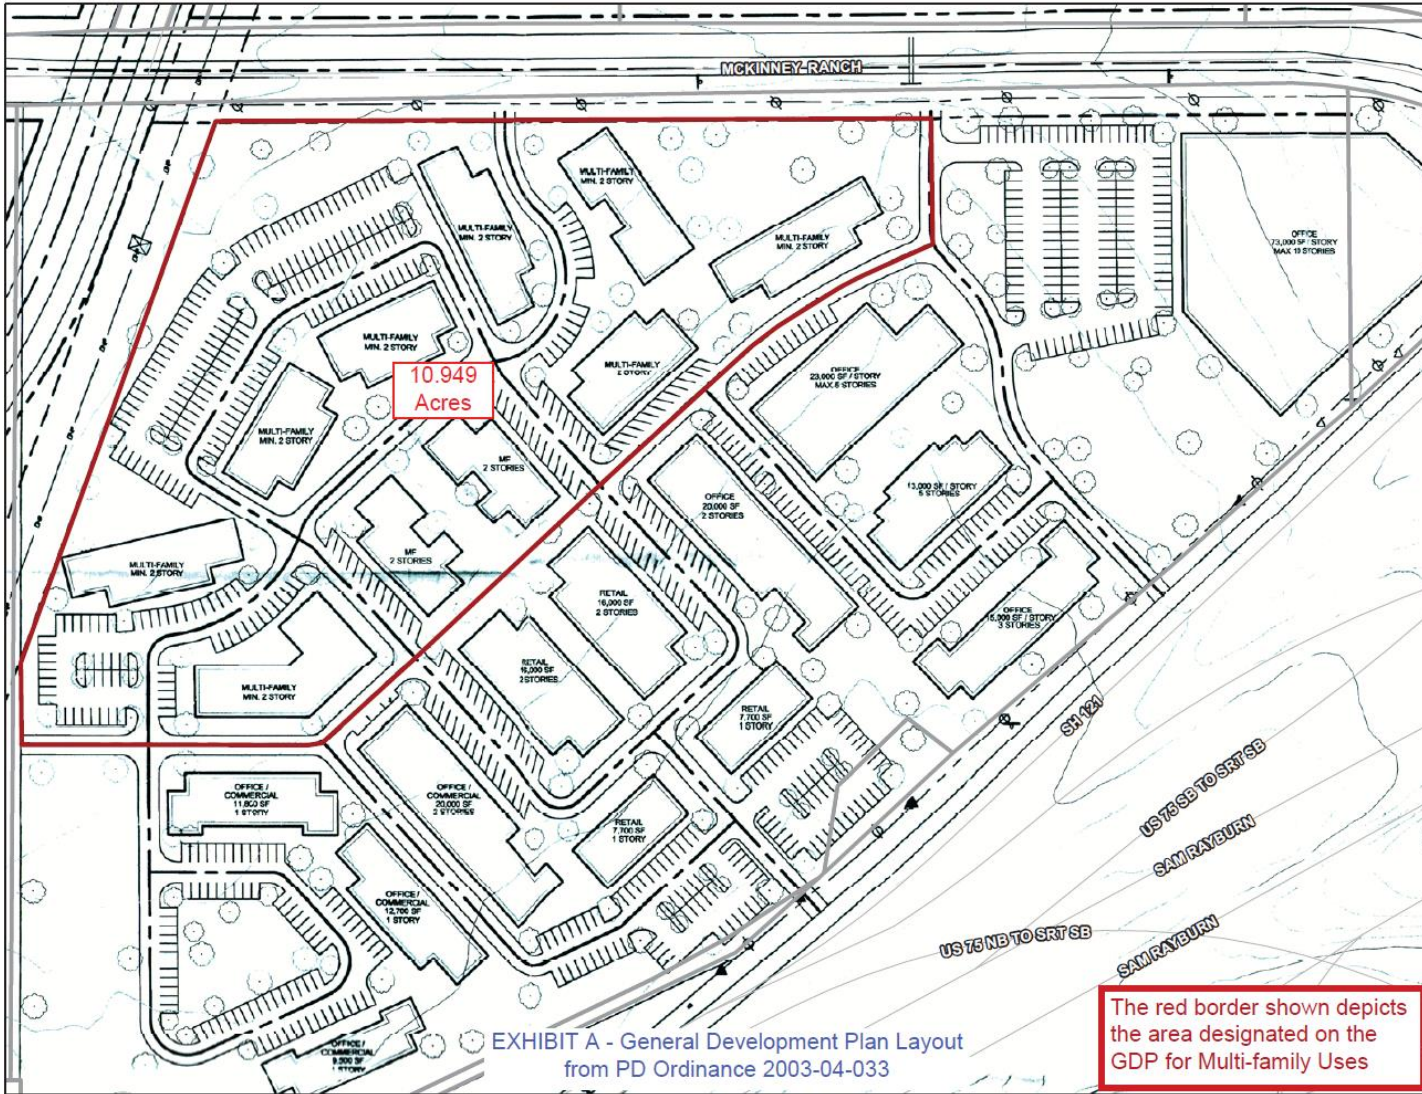 MCKINNEY RANCH
MULTI-FAMILY
MIN. 2 STORY
MULTI-FAMILY
MIN. 2 STORY
MULTI-FAMILY
MIN. 2 STORY
OFFICE
73,000 SF / STORY
MAX 10 STORIES
MULTI-FAMILY
MIN. 2 STORY
MULTI-FAMILY
2 STORY
OFFICE
23,000 SF / STORY
MAX 6 STORIES
10.949
Acres
MULTI-FAMILY
MIN. 2 STORY
MF
2 STORIES
OFFICE
20,000 SF
2 STORIES
SF / STORY
STORIES
MF
2 STORIES
MULTI-FAMILY
MIN. 2 STORY
RETAIL
16,000 SF
2 STORIES
OFFICE
15,000 SF / STORY
3 STORIES
RETAIL
16,000 SF
2 STORIES
MULTI-FAMILY
MIN. 2 STORY
RETAIL
7,700 SF
1 STORY
SH 121
OFFICE /
COMMERCIAL
SF
1 STORY
OFFICE /
COMMERCIAL
20,000 SF
2 STORIES
RETAIL
7,700 SF
1 STORY
US 75 SB TO SRT SB
SAM RAYBURN
OFFICE /
COMMERCIAL
12,700 SF
1 STORY
US 75 NB TO SRT SB
SAM RAYBURN
OFFICE /
COMMERCIAL
SF
1 STORY
EXHIBIT A - General Development Plan Layout
from PD Ordinance 2003-04-033
The red border shown depicts
the area designated on the
GDP for Multi-family Uses